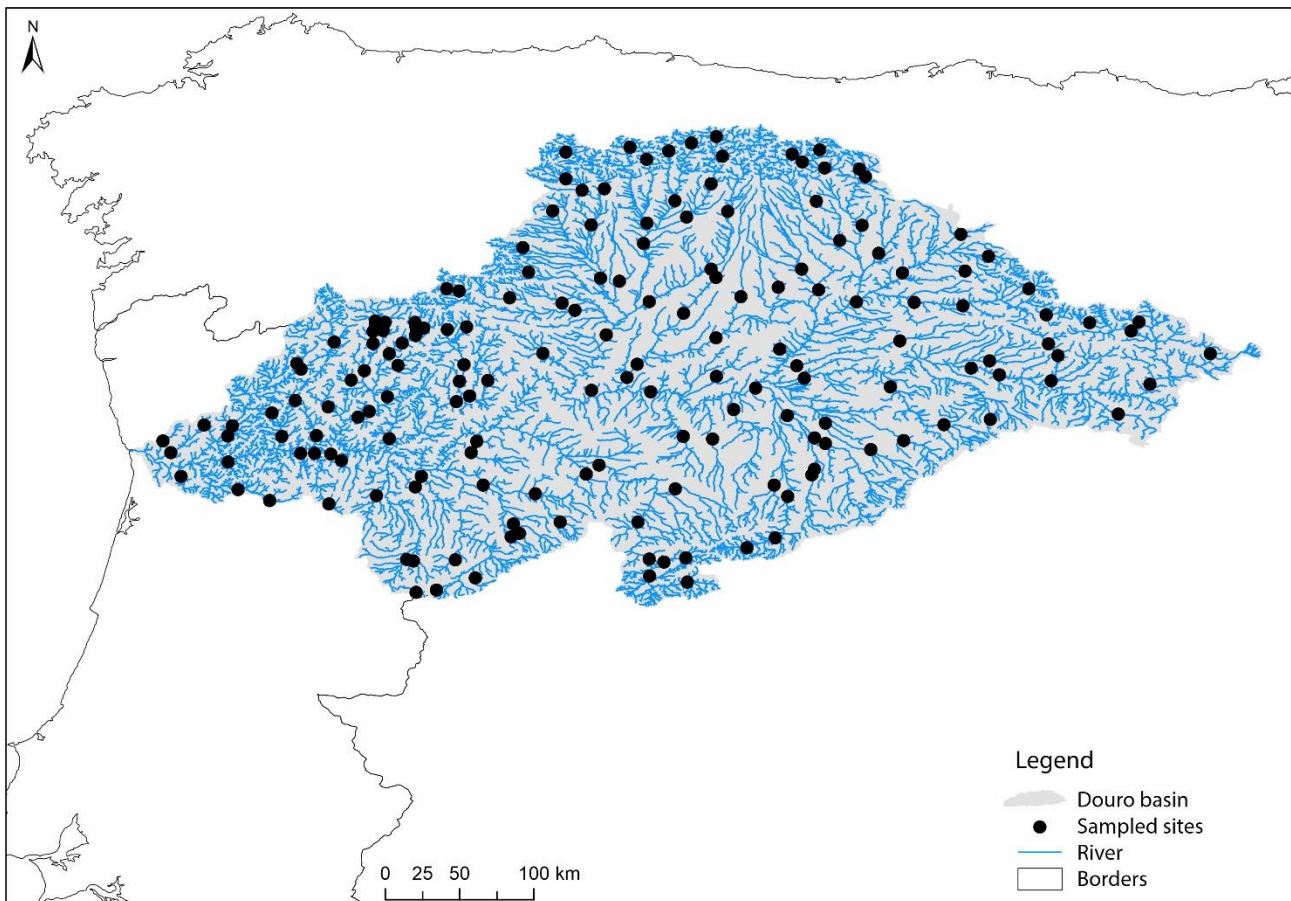 N
Legend
Douro basin
Sampled sites
River
Borders
0 25 50 100 km